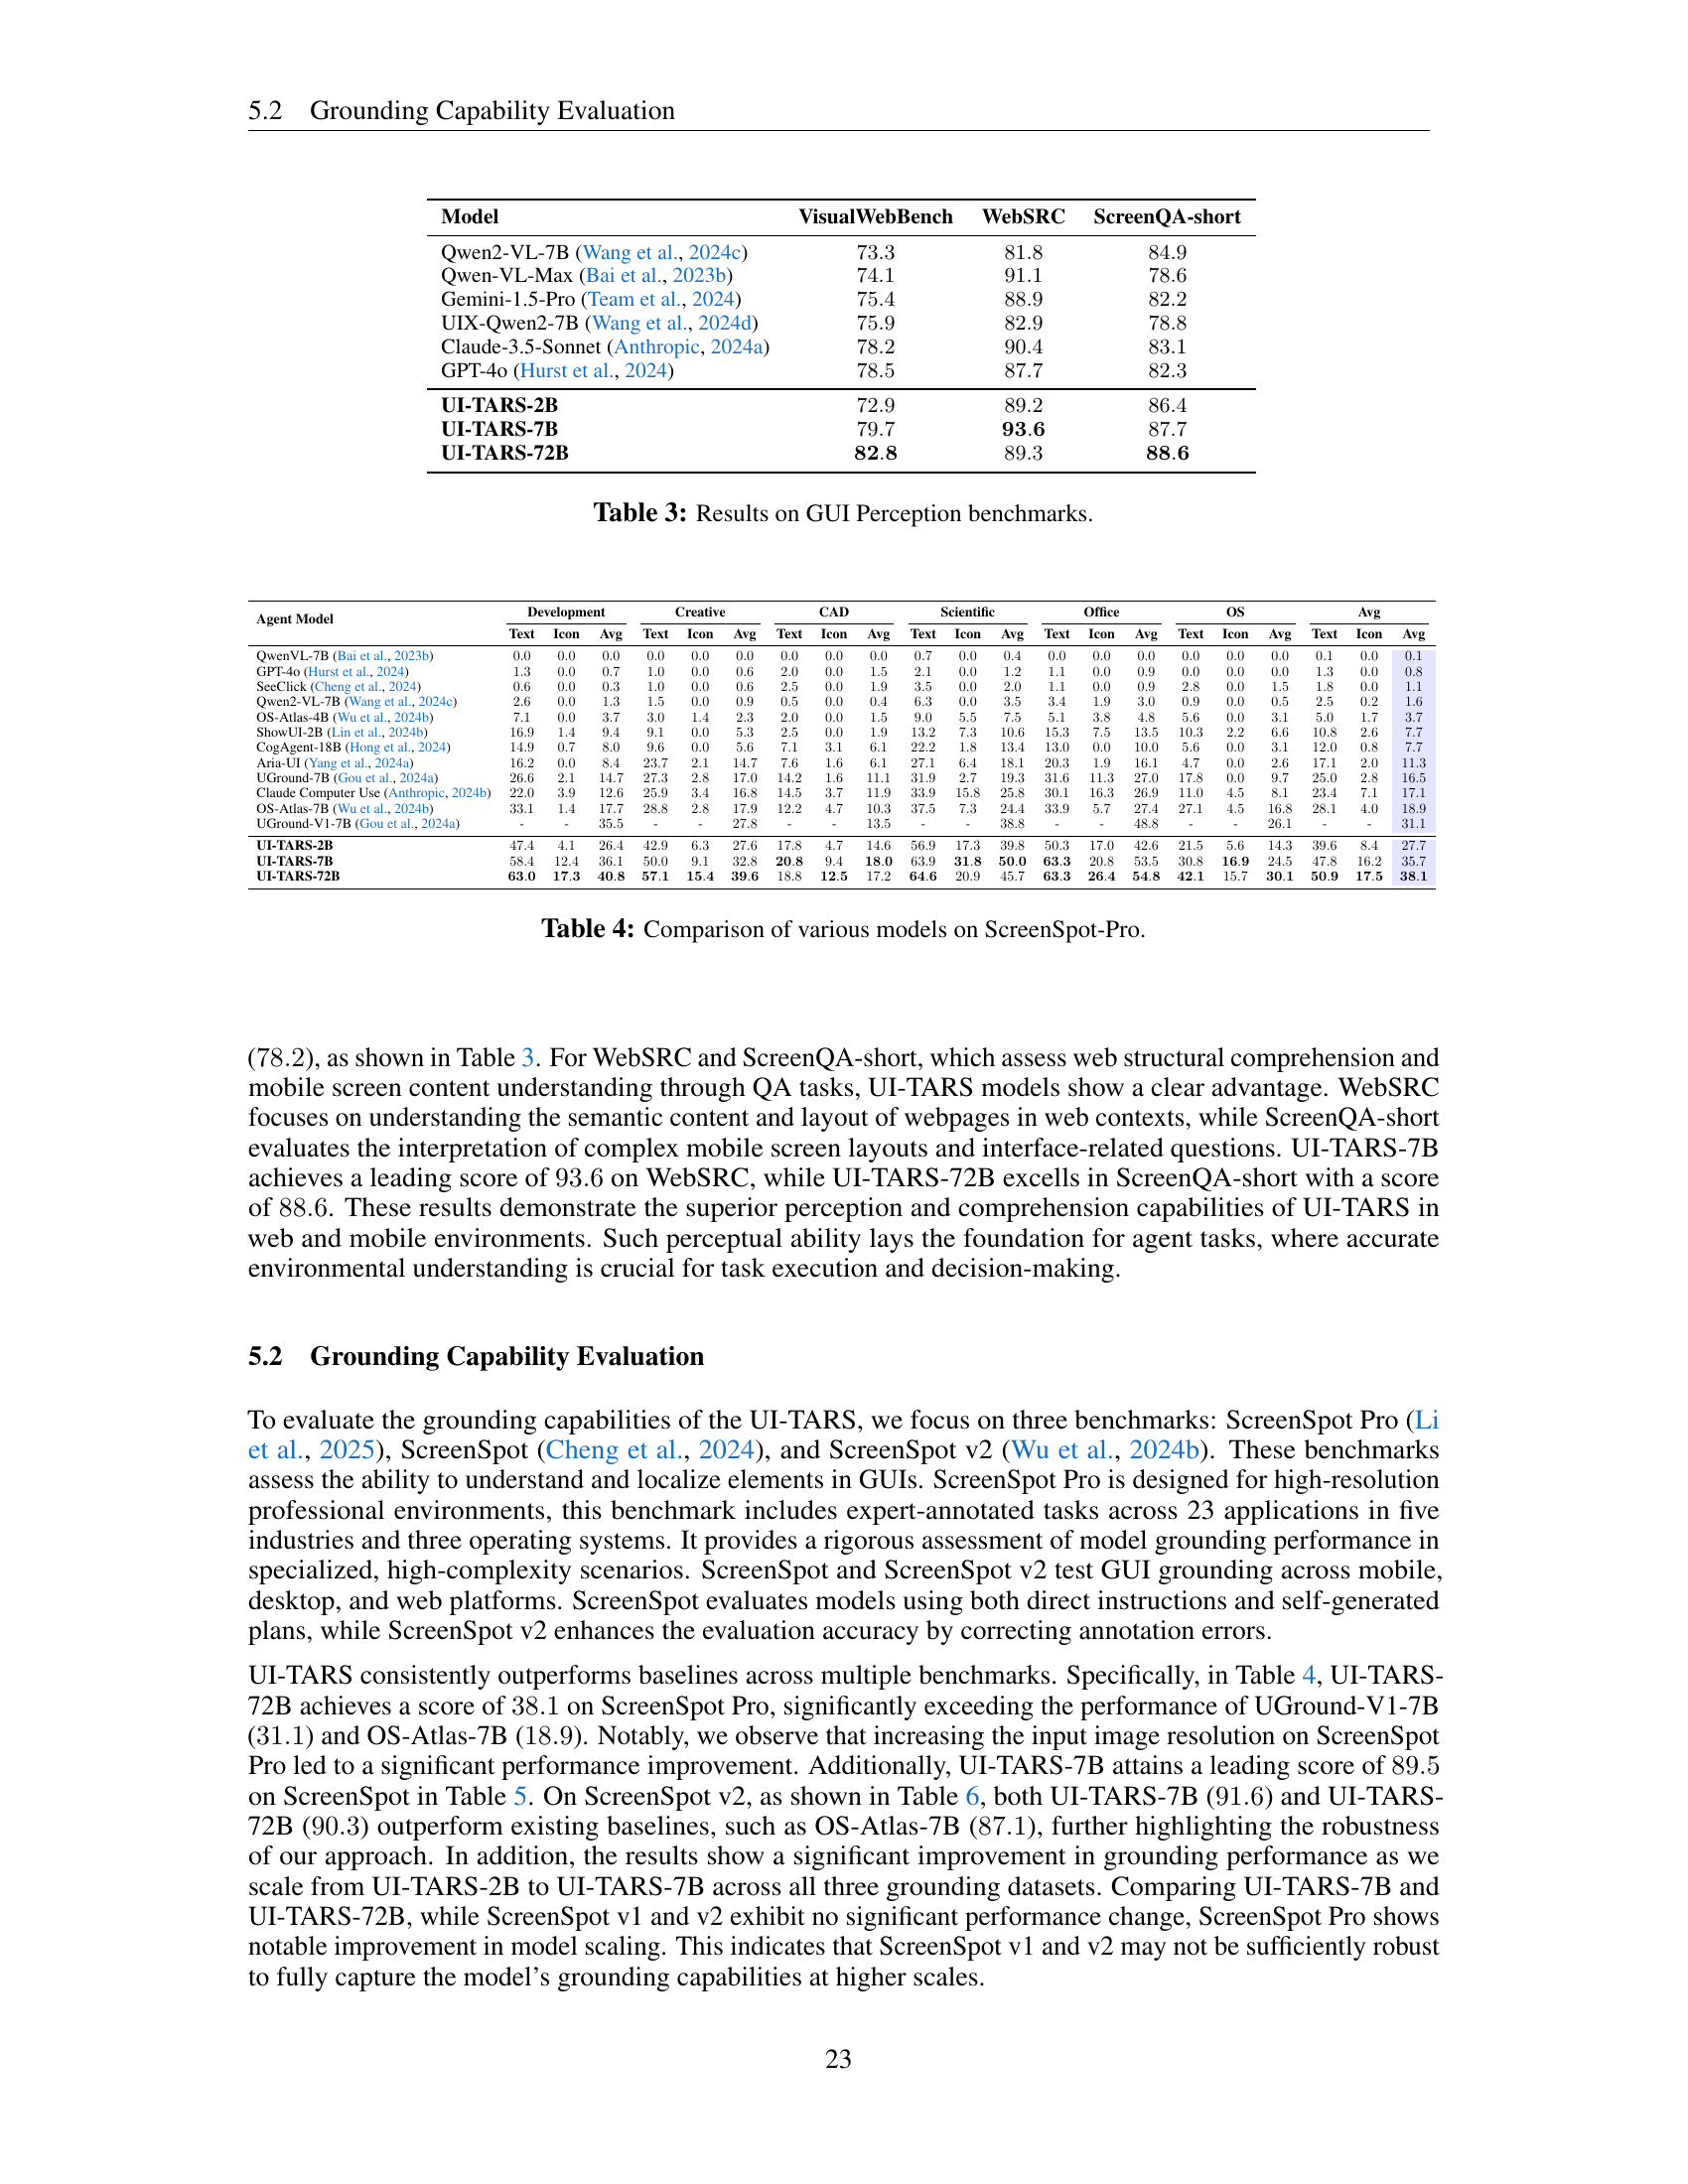 5.2 Grounding Capability Evaluation
Model VisualWebBench WebSRC ScreenQA-short
Qwen2-VL-7B (Wang et al., 2024c) 73.3 81.8 84.9
Qwen-VL-Max (Bai et al., 2023b) 74.1 91.1 78.6
Gemini-1.5-Pro (Team et al., 2024) 75.4 88.9 82.2
UIX-Qwen2-7B (Wang et al., 2024d) 75.9 82.9 78.8
Claude-3.5-Sonnet (Anthropic, 2024a) 78.2 90.4 83.1
GPT-4o (Hurst et al., 2024) 78.5 87.7 82.3
UI-TARS-2B 72.9 89.2 86.4
UI-TARS-7B 79.7 93.6 87.7
UI-TARS-72B 82.8 89.3 88.6
Table 3: Results on GUI Perception benchmarks.
Agent Model Development Creative CAD Scientific Office OS Avg
Text Icon Avg Text Icon Avg Text Icon Avg Text Icon Avg Text Icon Avg Text Icon Avg Text Icon Avg
QwenVL-7B (Bai et al., 2023b) 0.0 0.0 0.0 0.0 0.0 0.0 0.0 0.0 0.0 0.7 0.0 0.4 0.0 0.0 0.0 0.0 0.0 0.0 0.1 0.0 0.1
GPT-4o (Hurst et al., 2024) 1.3 0.0 0.7 1.0 0.0 0.6 2.0 0.0 1.5 2.1 0.0 1.2 1.1 0.0 0.9 0.0 0.0 0.0 1.3 0.0 0.8
SeeClick (Cheng et al., 2024) 0.6 0.0 0.3 1.0 0.0 0.6 2.5 0.0 1.9 3.5 0.0 2.0 1.1 0.0 0.9 2.8 0.0 1.5 1.8 0.0 1.1
Qwen2-VL-7B (Wang et al., 2024c) 2.6 0.0 1.3 1.5 0.0 0.9 0.5 0.0 0.4 6.3 0.0 3.5 3.4 1.9 3.0 0.9 0.0 0.5 2.5 0.2 1.6
OS-Atlas-4B (Wu et al., 2024b) 7.1 0.0 3.7 3.0 1.4 2.3 2.0 0.0 1.5 9.0 5.5 7.5 5.1 3.8 4.8 5.6 0.0 3.1 5.0 1.7 3.7
ShowUI-2B (Lin et al., 2024b) 16.9 1.4 9.4 9.1 0.0 5.3 2.5 0.0 1.9 13.2 7.3 10.6 15.3 7.5 13.5 10.3 2.2 6.6 10.8 2.6 7.7
CogAgent-18B (Hong et al., 2024) 14.9 0.7 8.0 9.6 0.0 5.6 7.1 3.1 6.1 22.2 1.8 13.4 13.0 0.0 10.0 5.6 0.0 3.1 12.0 0.8 7.7
Aria-UI (Yang et al., 2024a) 16.2 0.0 8.4 23.7 2.1 14.7 7.6 1.6 6.1 27.1 6.4 18.1 20.3 1.9 16.1 4.7 0.0 2.6 17.1 2.0 11.3
UGround-7B (Gou et al., 2024a) 26.6 2.1 14.7 27.3 2.8 17.0 14.2 1.6 11.1 31.9 2.7 19.3 31.6 11.3 27.0 17.8 0.0 9.7 25.0 2.8 16.5
Claude Computer Use (Anthropic, 2024b) 22.0 3.9 12.6 25.9 3.4 16.8 14.5 3.7 11.9 33.9 15.8 25.8 30.1 16.3 26.9 11.0 4.5 8.1 23.4 7.1 17.1
OS-Atlas-7B (Wu et al., 2024b) 33.1 1.4 17.7 28.8 2.8 17.9 12.2 4.7 10.3 37.5 7.3 24.4 33.9 5.7 27.4 27.1 4.5 16.8 28.1 4.0 18.9
UGround-V1-7B (Gou et al., 2024a) - - 35.5 - - 27.8 - - 13.5 - - 38.8 - - 48.8 - - 26.1 - - 31.1
UI-TARS-2B 47.4 4.1 26.4 42.9 6.3 27.6 17.8 4.7 14.6 56.9 17.3 39.8 50.3 17.0 42.6 21.5 5.6 14.3 39.6 8.4 27.7
UI-TARS-7B 58.4 12.4 36.1 50.0 9.1 32.8 20.8 9.4 18.0 63.9 31.8 50.0 63.3 20.8 53.5 30.8 16.9 24.5 47.8 16.2 35.7
UI-TARS-72B 63.0 17.3 40.8 57.1 15.4 39.6 18.8 12.5 17.2 64.6 20.9 45.7 63.3 26.4 54.8 42.1 15.7 30.1 50.9 17.5 38.1
Table 4: Comparison of various models on ScreenSpot-Pro.
(78.2), as shown in Table 3. For WebSRC and ScreenQA-short, which assess web structural comprehension and
mobile screen content understanding through QA tasks, UI-TARS models show a clear advantage. WebSRC
focuses on understanding the semantic content and layout of webpages in web contexts, while ScreenQA-short
evaluates the interpretation of complex mobile screen layouts and interface-related questions. UI-TARS-7B
achieves a leading score of 93.6 on WebSRC, while UI-TARS-72B excells in ScreenQA-short with a score
of 88.6. These results demonstrate the superior perception and comprehension capabilities of UI-TARS in
web and mobile environments. Such perceptual ability lays the foundation for agent tasks, where accurate
environmental understanding is crucial for task execution and decision-making.
5.2 Grounding Capability Evaluation
To evaluate the grounding capabilities of the UI-TARS, we focus on three benchmarks: ScreenSpot Pro (Li
et al., 2025), ScreenSpot (Cheng et al., 2024), and ScreenSpot v2 (Wu et al., 2024b). These benchmarks
assess the ability to understand and localize elements in GUIs. ScreenSpot Pro is designed for high-resolution
professional environments, this benchmark includes expert-annotated tasks across 23 applications in five
industries and three operating systems. It provides a rigorous assessment of model grounding performance in
specialized, high-complexity scenarios. ScreenSpot and ScreenSpot v2 test GUI grounding across mobile,
desktop, and web platforms. ScreenSpot evaluates models using both direct instructions and self-generated
plans, while ScreenSpot v2 enhances the evaluation accuracy by correcting annotation errors.
UI-TARS consistently outperforms baselines across multiple benchmarks. Specifically, in Table 4, UI-TARS-
72B achieves a score of 38.1 on ScreenSpot Pro, significantly exceeding the performance of UGround-V1-7B
(31.1) and OS-Atlas-7B (18.9). Notably, we observe that increasing the input image resolution on ScreenSpot
Pro led to a significant performance improvement. Additionally, UI-TARS-7B attains a leading score of 89.5
on ScreenSpot in Table 5. On ScreenSpot v2, as shown in Table 6, both UI-TARS-7B (91.6) and UI-TARS-
72B (90.3) outperform existing baselines, such as OS-Atlas-7B (87.1), further highlighting the robustness
of our approach. In addition, the results show a significant improvement in grounding performance as we
scale from UI-TARS-2B to UI-TARS-7B across all three grounding datasets. Comparing UI-TARS-7B and
UI-TARS-72B, while ScreenSpot v1 and v2 exhibit no significant performance change, ScreenSpot Pro shows
notable improvement in model scaling. This indicates that ScreenSpot v1 and v2 may not be sufficiently robust
to fully capture the model's grounding capabilities at higher scales.
23